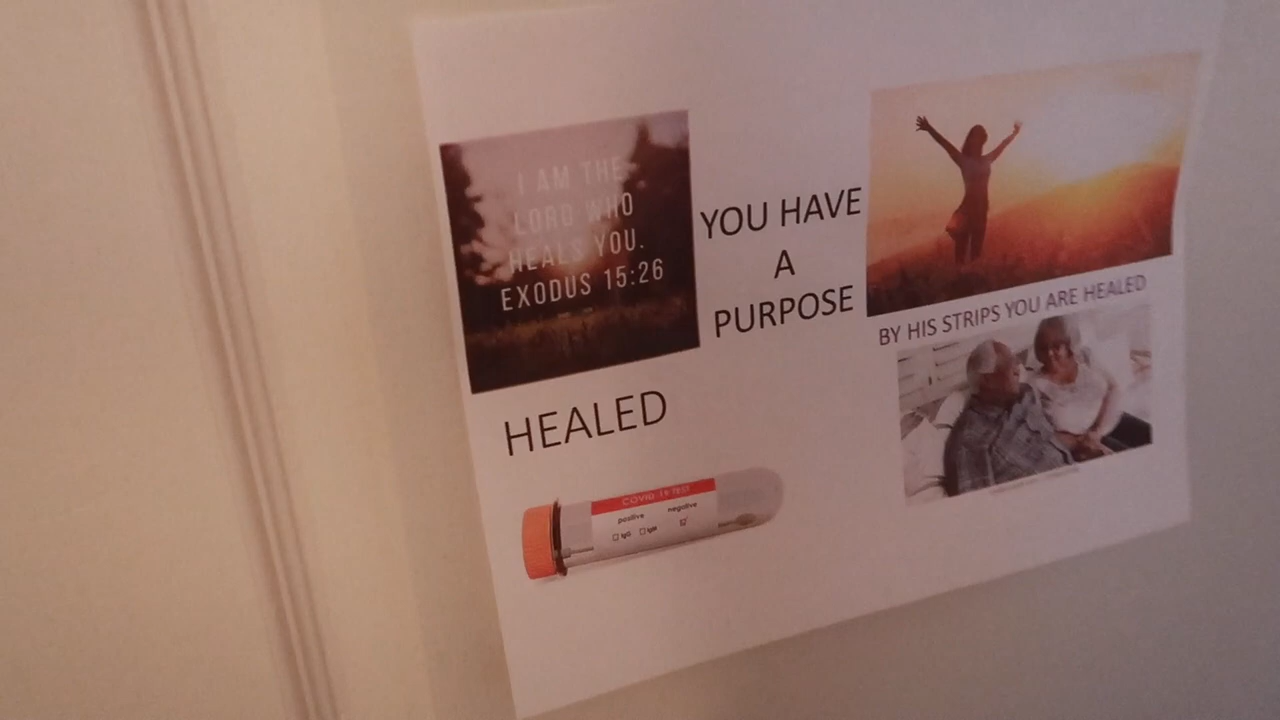 I AM THE
LORD WHO
HEALS YOU.
EXODUS 15:26
YOU HAVE
A
PURPOSE
BY HIS STRIPS YOU ARE HEALED
HEALED
COVID 19 TEST
positive negative
IgG IgM